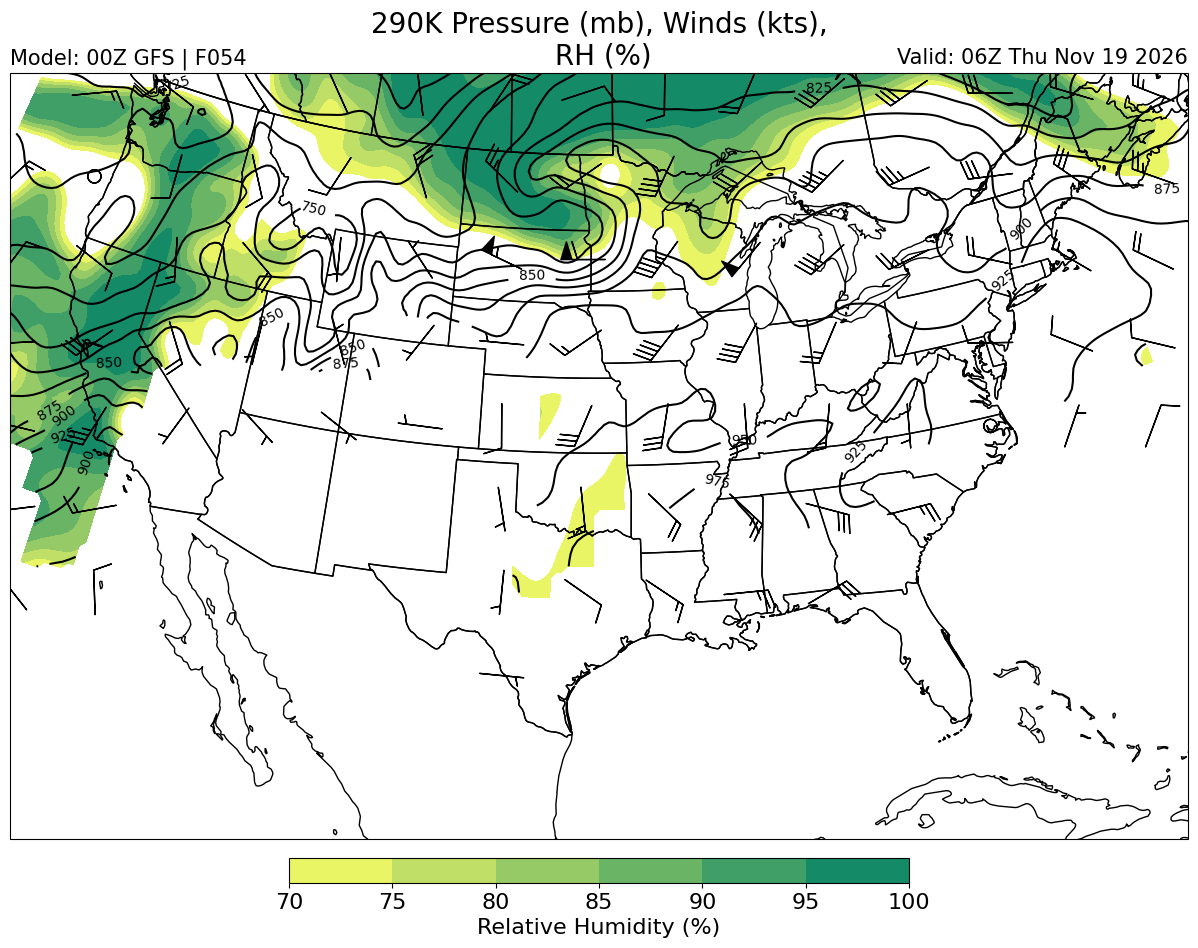 290K Pressure (mb), Winds (kts),
RH (%)
Model: 00Z GFS | F054
Valid: 06Z Thu Nov 19 2026
825
875
750
900
850
925
850
850
850
875
875
900
925
900
950
925
975
70 75 80 85 90 95 100
Relative Humidity (%)